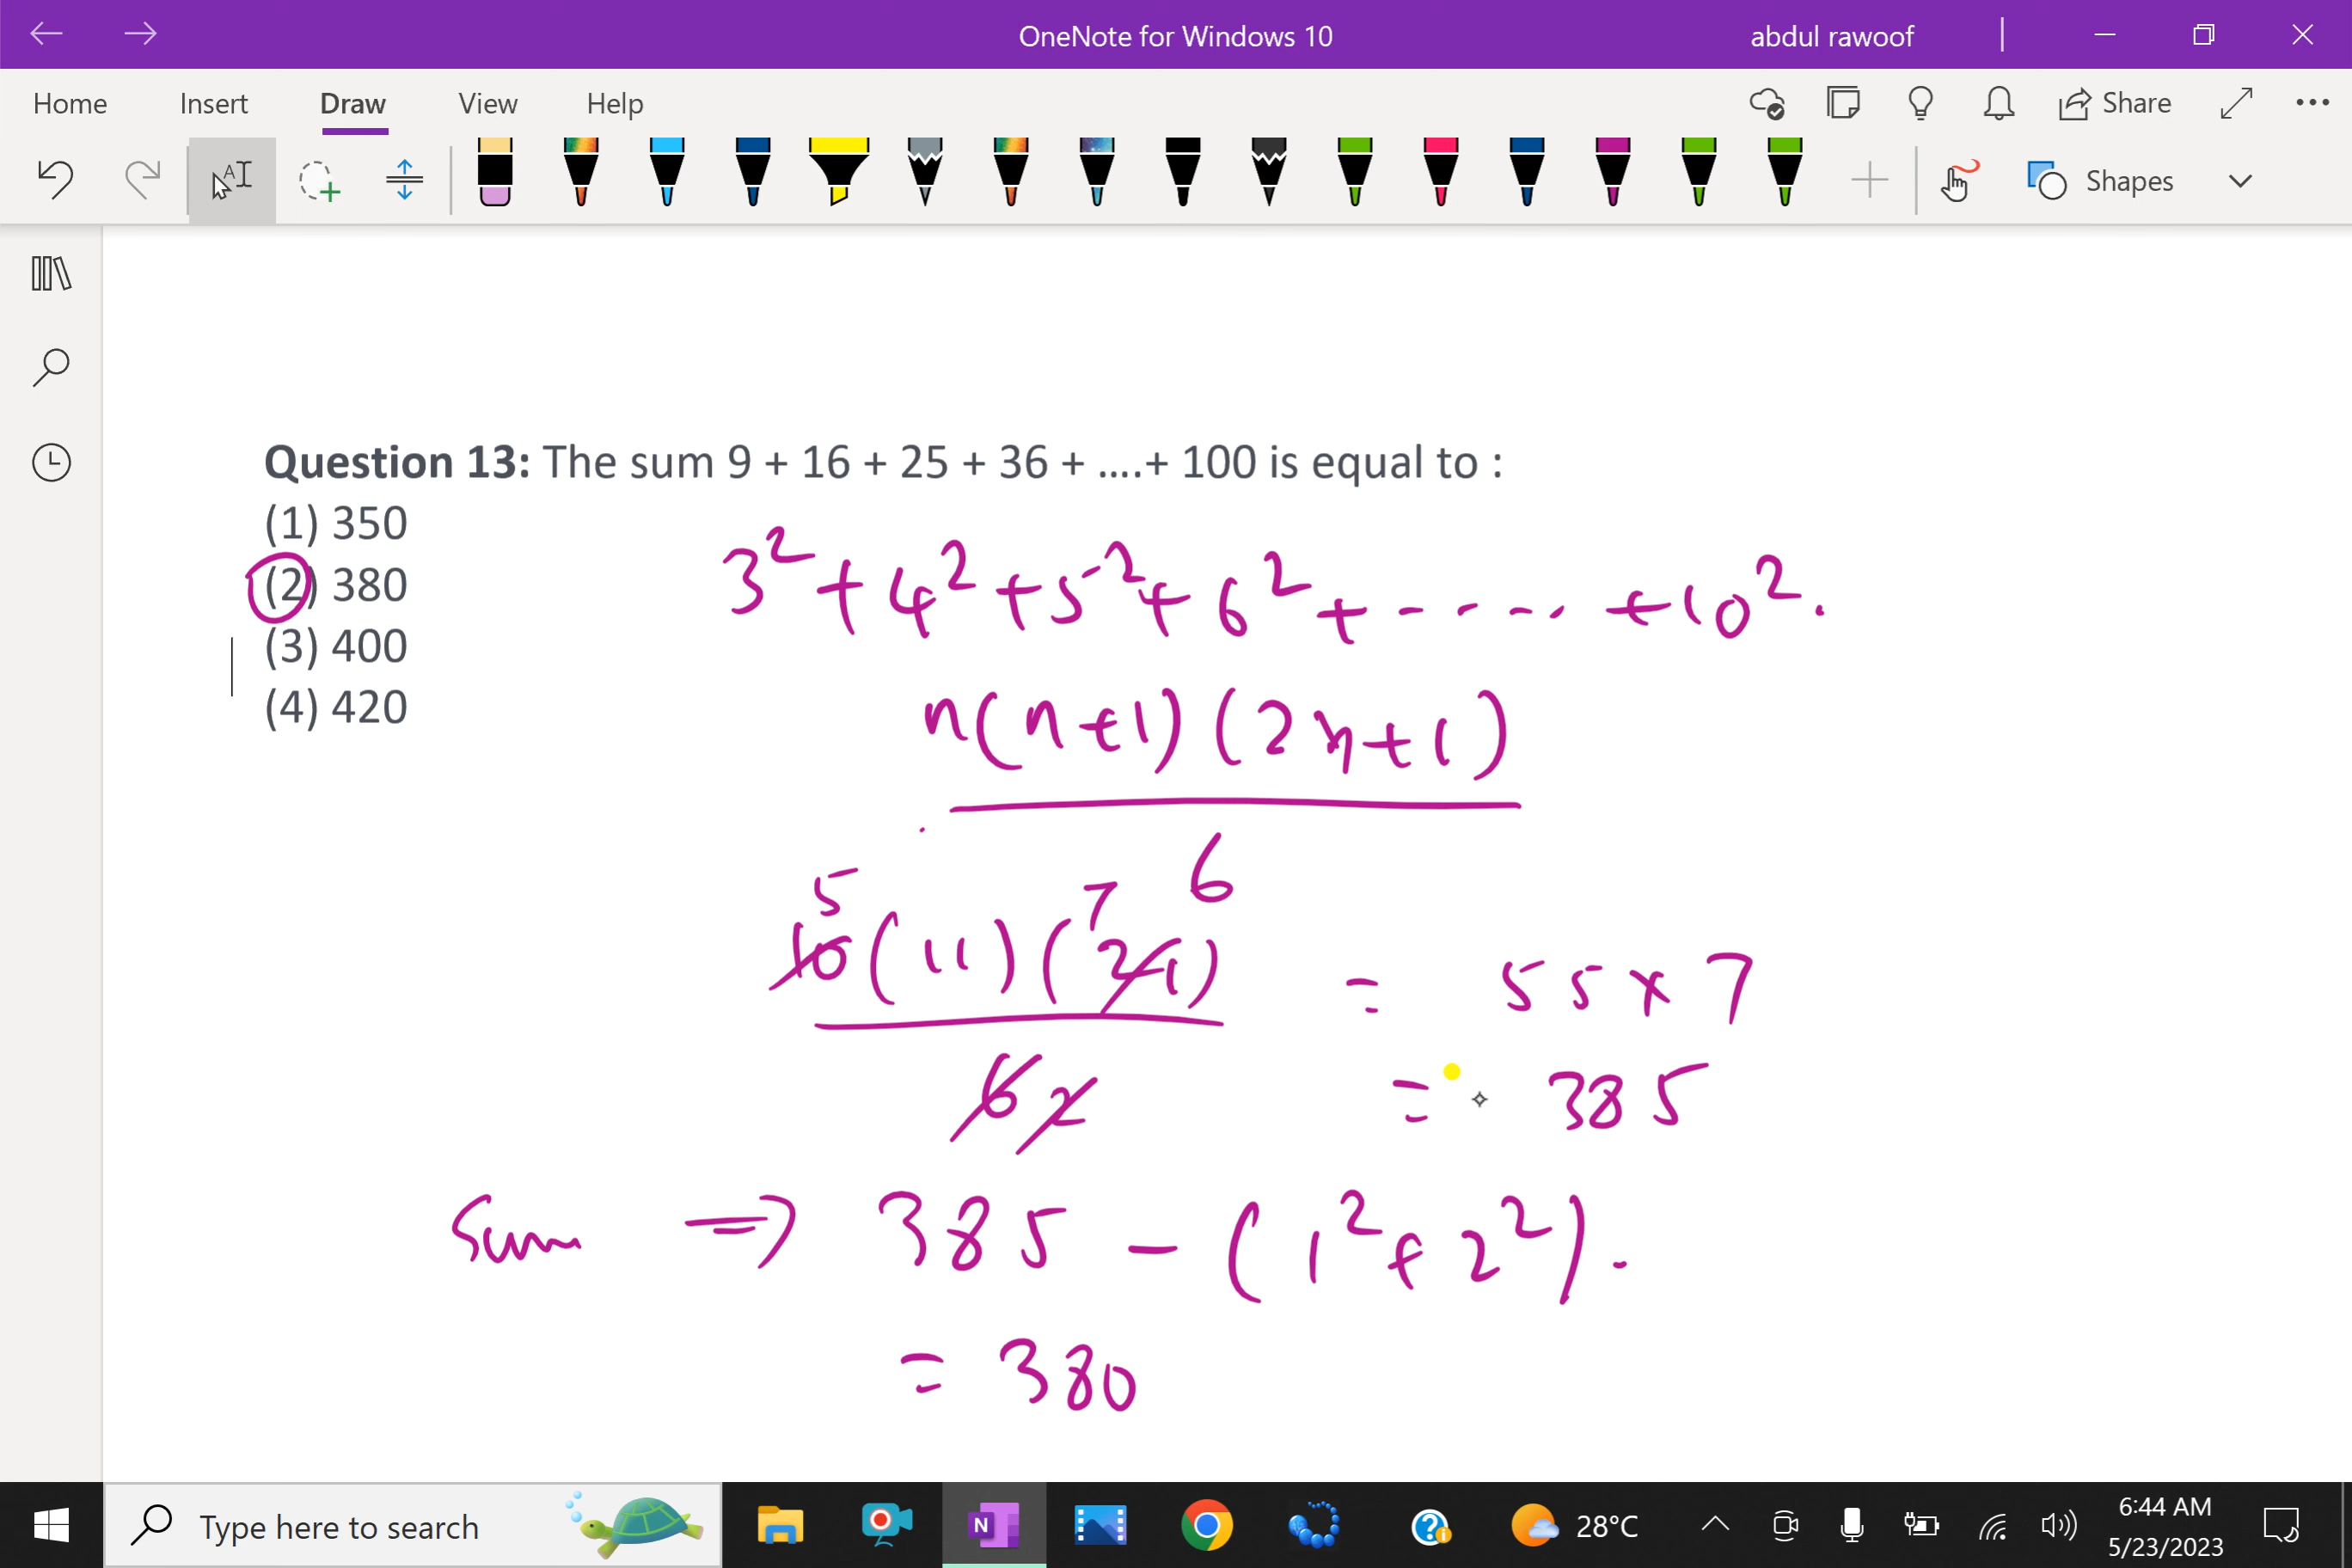 OneNote for Windows 10
abdul rawoof
Home Insert Draw View Help
Share
Shapes
Question 13: The sum 9 + 16 + 25 + 36 + ....+ 100 is equal to :
(1) 350
(2) 380
(3) 400
(4) 420
3² + 4² + 5² + 6² + - - - - - + 10².
n(n+1)(2n+1)
6
5 7
10(11)(21) = 55 × 7
6 2 = 385
Sum ⇒ 385 - (1² + 2²).
= 380
Type here to search
N
28°C
6:44 AM
5/23/2023